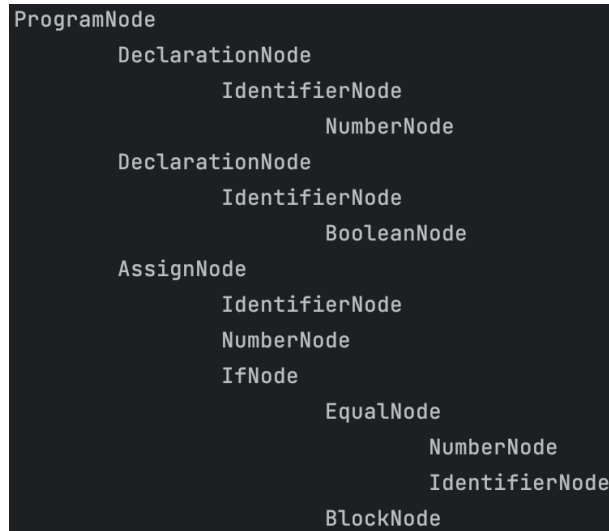 ProgramNode
DeclarationNode
IdentifierNode
NumberNode
DeclarationNode
IdentifierNode
BooleanNode
AssignNode
IdentifierNode
NumberNode
IfNode
EqualNode
NumberNode
IdentifierNode
BlockNode